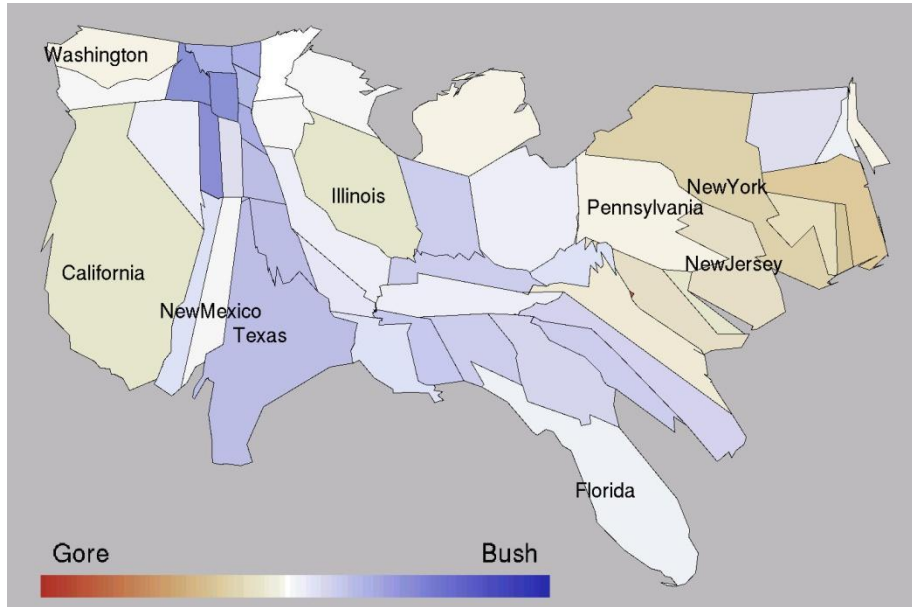 Washington
Illinois
NewYork
Pennsylvania
California
NewJersey
NewMexico
Texas
Florida
Gore
Bush